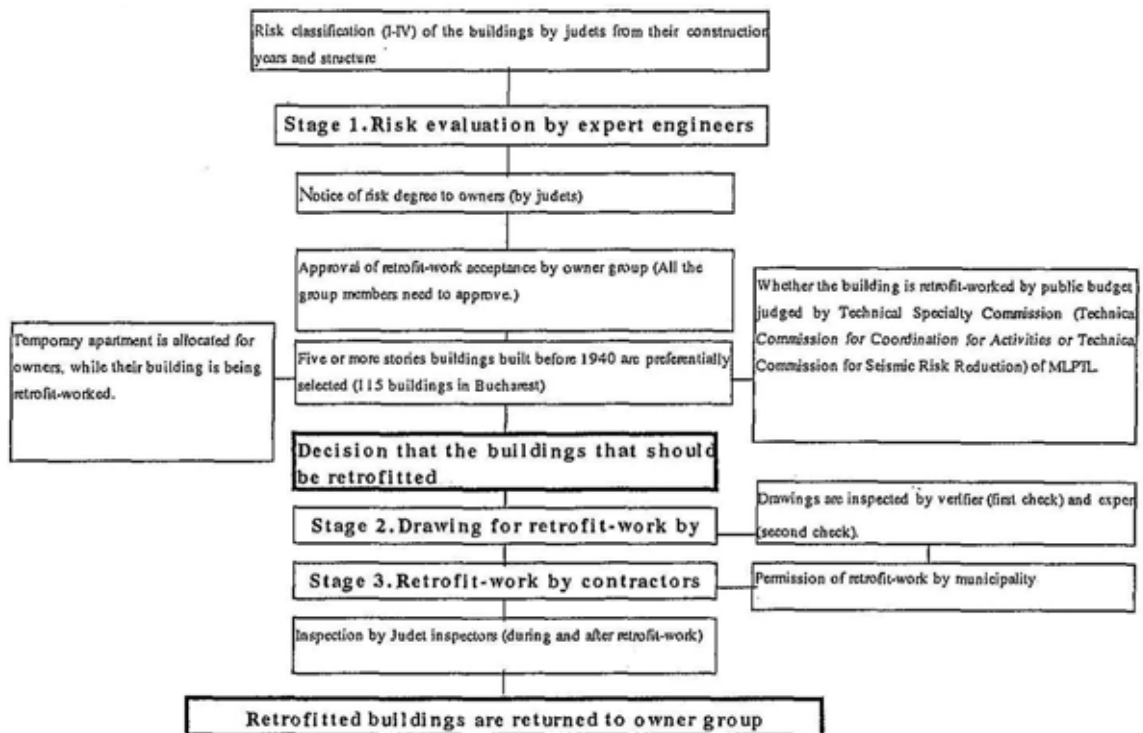 Risk classification (I-IV) of the buildings by judets from their construction
years and structure
Stage 1.Risk evaluation by expert engineers
Notice of risk degree to owners (by judets)
Approval of retrofit-work acceptance by owner group (All the
group members need to approve.)
Whether the building is retrofit-worked by public budget
judged by Technical Specialty Commission (Technica
Commission for Coordination for Activities or Technica
Commission for Seismic Risk Reduction) of MLPTL.
Temporary apartment is allocated for
owners, while their building is being
retrofit-worked.
Five or more stories buildings built before 1940 are preferentially
selected (115 buildings in Bucharest)
Decision that the buildings that should
be retrofitted
Drawings are inspected by verifier (first check) and exper
(second check).
Stage 2.Drawing for retrofit-work by
Stage 3.Retrofit-work by contractors
Permission of retrofit-work by municipality
Inspection by Judet inspectors (during and after retrofit-work)
Retrofitted buildings are returned to owner group